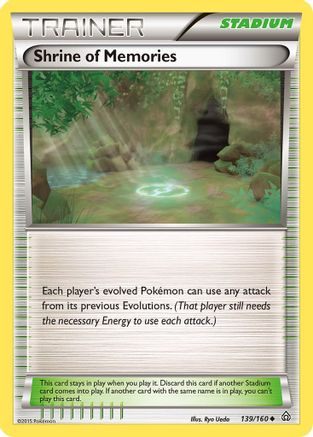 TRAINER STADIUM
Shrine of Memories
Each player's evolved Pokémon can use any attack
from its previous Evolutions. (That player still needs
the necessary Energy to use each attack.)
This card stays in play when you play it. Discard this card if another Stadium
card comes into play. If another card with the same name is in play, you can't
play this card.
©2015 Pokémon Illus. Ryo Ueda 139/160